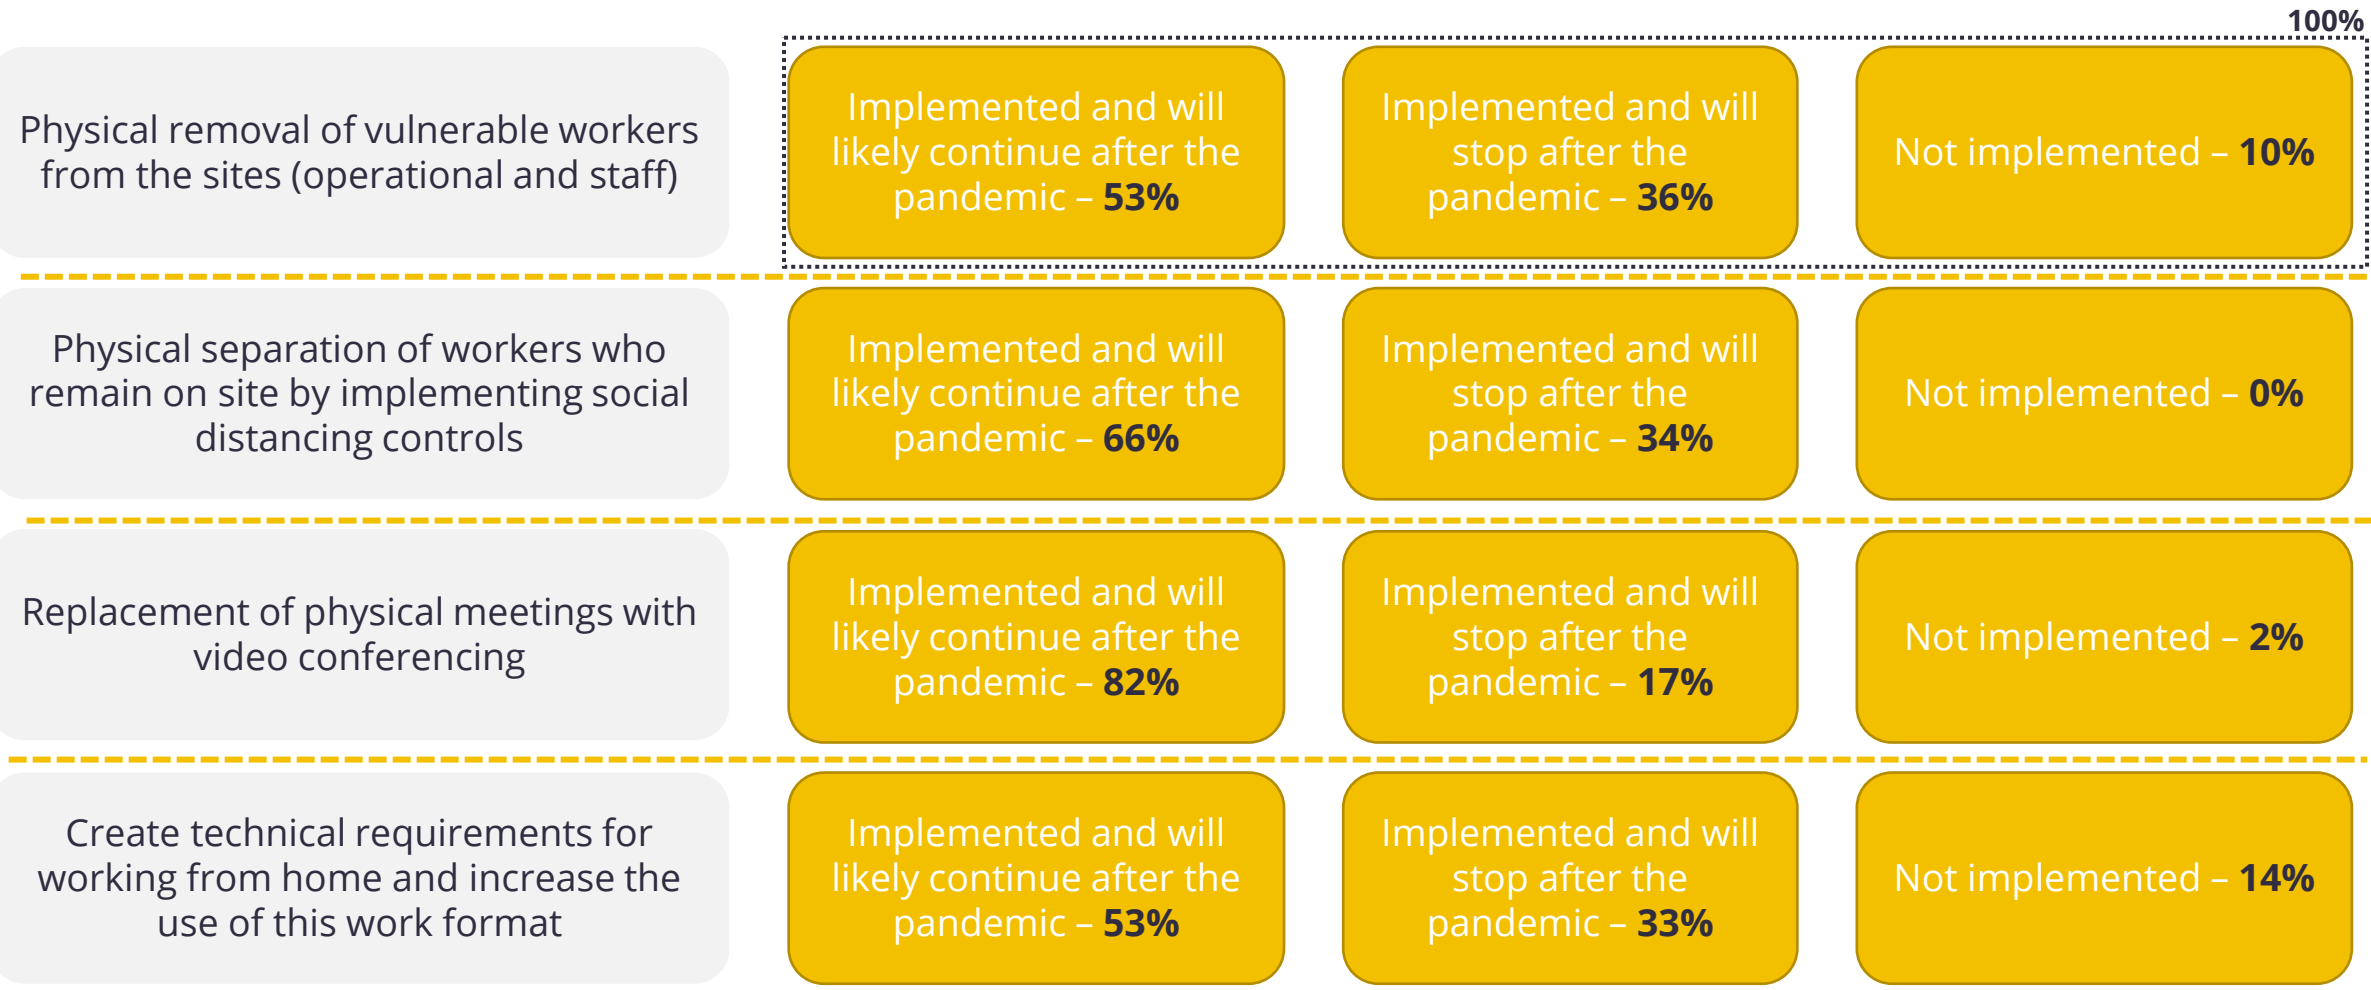 100%
Physical removal of vulnerable workers
from the sites (operational and staff)
Implemented and will
likely continue after the
pandemic – 53%
Implemented and will
stop after the
pandemic – 36%
Not implemented – 10%
Physical separation of workers who
remain on site by implementing social
distancing controls
Implemented and will
likely continue after the
pandemic – 66%
Implemented and will
stop after the
pandemic – 34%
Not implemented – 0%
Replacement of physical meetings with
video conferencing
Implemented and will
likely continue after the
pandemic – 82%
Implemented and will
stop after the
pandemic – 17%
Not implemented – 2%
Create technical requirements for
working from home and increase the
use of this work format
Implemented and will
likely continue after the
pandemic – 53%
Implemented and will
stop after the
pandemic – 33%
Not implemented – 14%